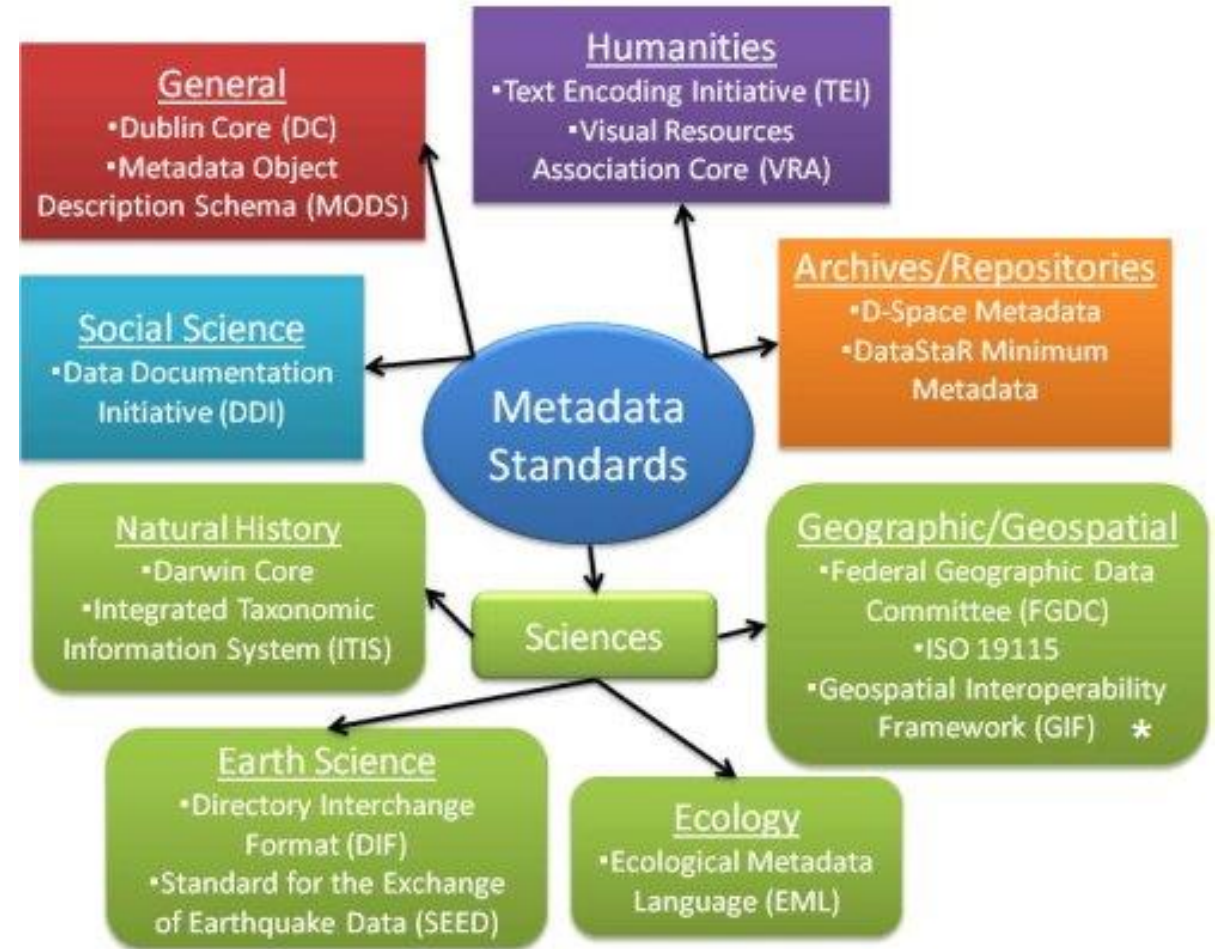 General
•Dublin Core (DC)
•Metadata Object
Description Schema (MODS)
Humanities
•Text Encoding Initiative (TEI)
•Visual Resources
Association Core (VRA)
Social Science
•Data Documentation
Initiative (DDI)
Metadata
Standards
Archives/Repositories
•D-Space Metadata
•DataStaR Minimum
Metadata
Natural History
•Darwin Core
•Integrated Taxonomic
Information System (ITIS)
Sciences
Geographic/Geospatial
•Federal Geographic Data
Committee (FGDC)
•ISO 19115
•Geospatial Interoperability
Framework (GIF) *
Earth Science
•Directory Interchange
Format (DIF)
•Standard for the Exchange
of Earthquake Data (SEED)
Ecology
•Ecological Metadata
Language (EML)